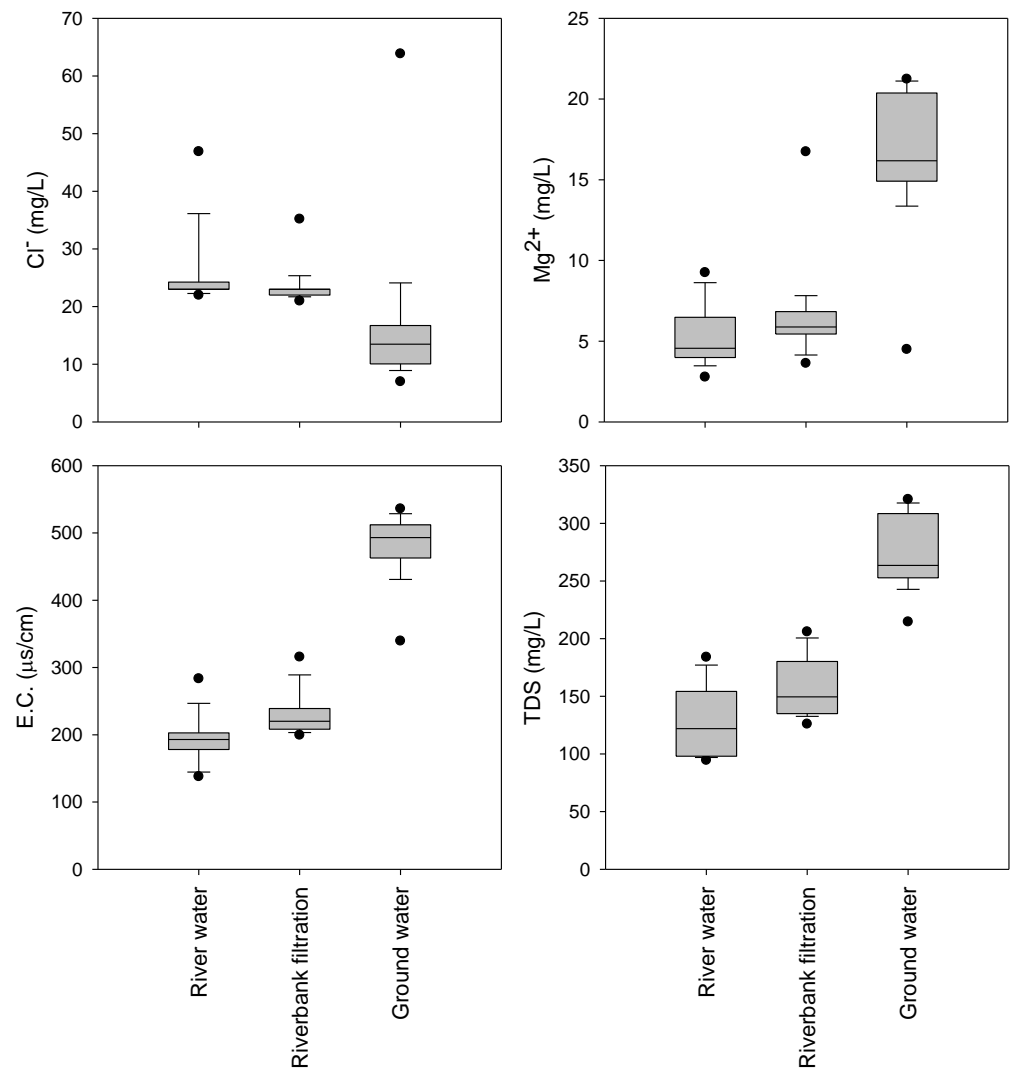 70
60
50
40
30
20
10
0
Cl⁻ (mg/L)
25
20
15
10
5
0
Mg²⁺ (mg/L)
600
500
400
300
200
100
0
E.C. (µs/cm)
350
300
250
200
150
100
50
0
TDS (mg/L)
River water
Riverbank filtration
Ground water
River water
Riverbank filtration
Ground water